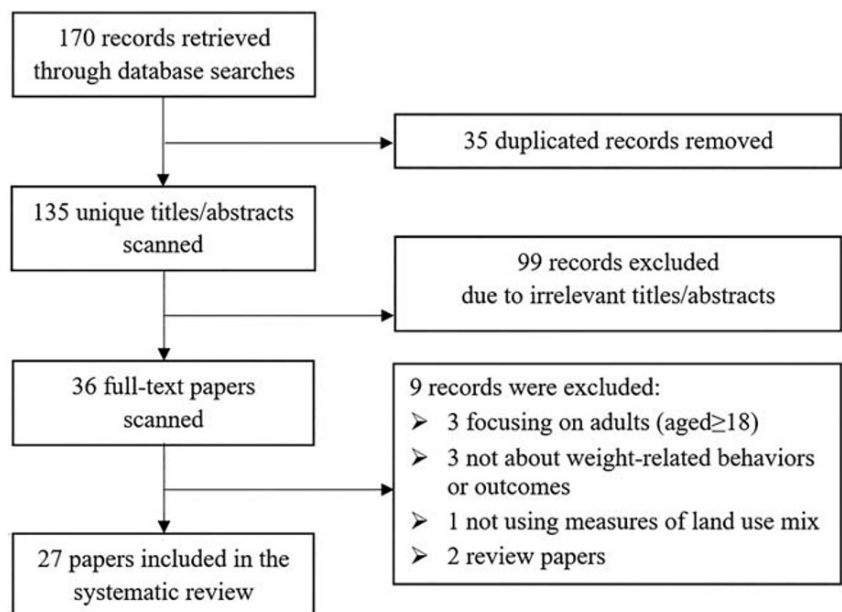 170 records retrieved
through database searches
35 duplicated records removed
135 unique titles/abstracts
scanned
99 records excluded
due to irrelevant titles/abstracts
36 full-text papers
scanned
9 records were excluded:
➢ 3 focusing on adults (aged≥18)
➢ 3 not about weight-related behaviors
or outcomes
➢ 1 not using measures of land use mix
➢ 2 review papers
27 papers included in the
systematic review